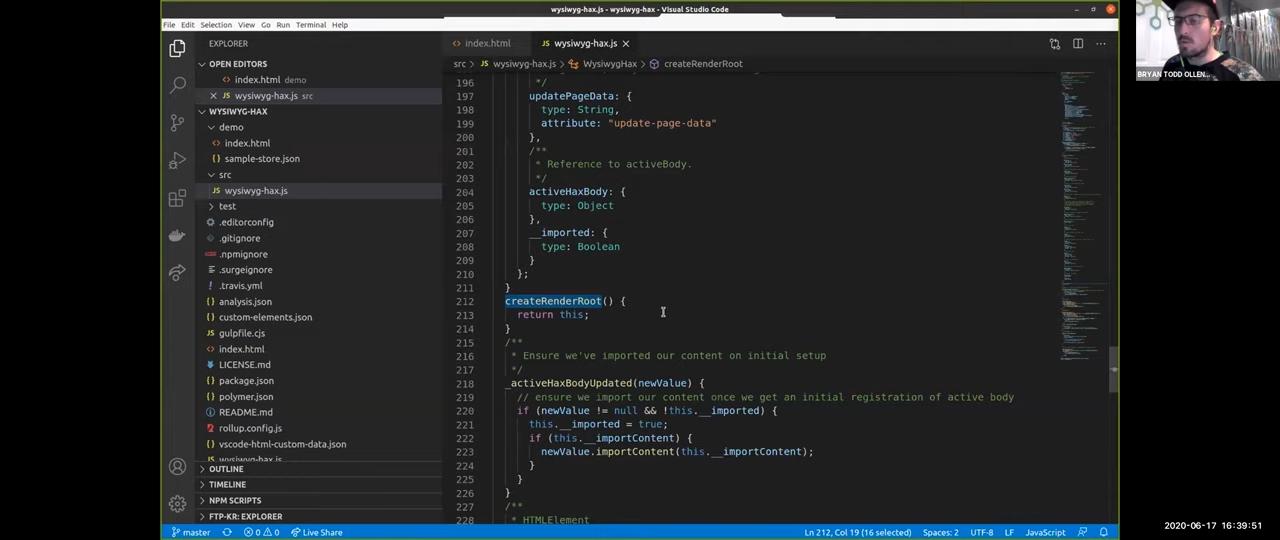 wysiwyg-hax.js - wysiwyg-hax - Visual Studio Code
File Edit Selection View Go Run Terminal Help
EXPLORER
OPEN EDITORS
index.html demo
wysiwyg-hax.js src
WYSIWYG-HAX
demo
index.html
sample-store.json
src
wysiwyg-hax.js
test
.editorconfig
.gitignore
.npmignore
.surgeignore
.travis.yml
analysis.json
custom-elements.json
gulpfile.cjs
index.html
LICENSE.md
package.json
polymer.json
README.md
rollup.config.js
vscode-html-custom-data.json
wysiwyg-hax.js
OUTLINE
TIMELINE
NPM SCRIPTS
FTP-KR: EXPLORER
index.html
wysiwyg-hax.js
src > wysiwyg-hax.js > WysiwygHax > createRenderRoot
196 */
197 updatePageData: {
198 type: String,
199 attribute: "update-page-data"
200 },
201 /**
202 * Reference to activeBody.
203 */
204 activeHaxBody: {
205 type: Object
206 },
207 __imported: {
208 type: Boolean
209 }
210 };
211 }
212 createRenderRoot() {
213 return this;
214 }
215 /**
216 * Ensure we've imported our content on initial setup
217 */
218 _activeHaxBodyUpdated(newValue) {
219 // ensure we import our content once we get an initial registration of active body
220 if (newValue != null && !this.__imported) {
221 this.__imported = true;
222 if (this.__importContent) {
223 newValue.importContent(this.__importContent);
224 }
225 }
226 }
227 /**
228 * HTMLElement
master 0 0 Live Share
Ln 212, Col 19 (16 selected) Spaces: 2 UTF-8 LF JavaScript
BRYAN TODD OLLEN...
2020-06-17 16:39:51